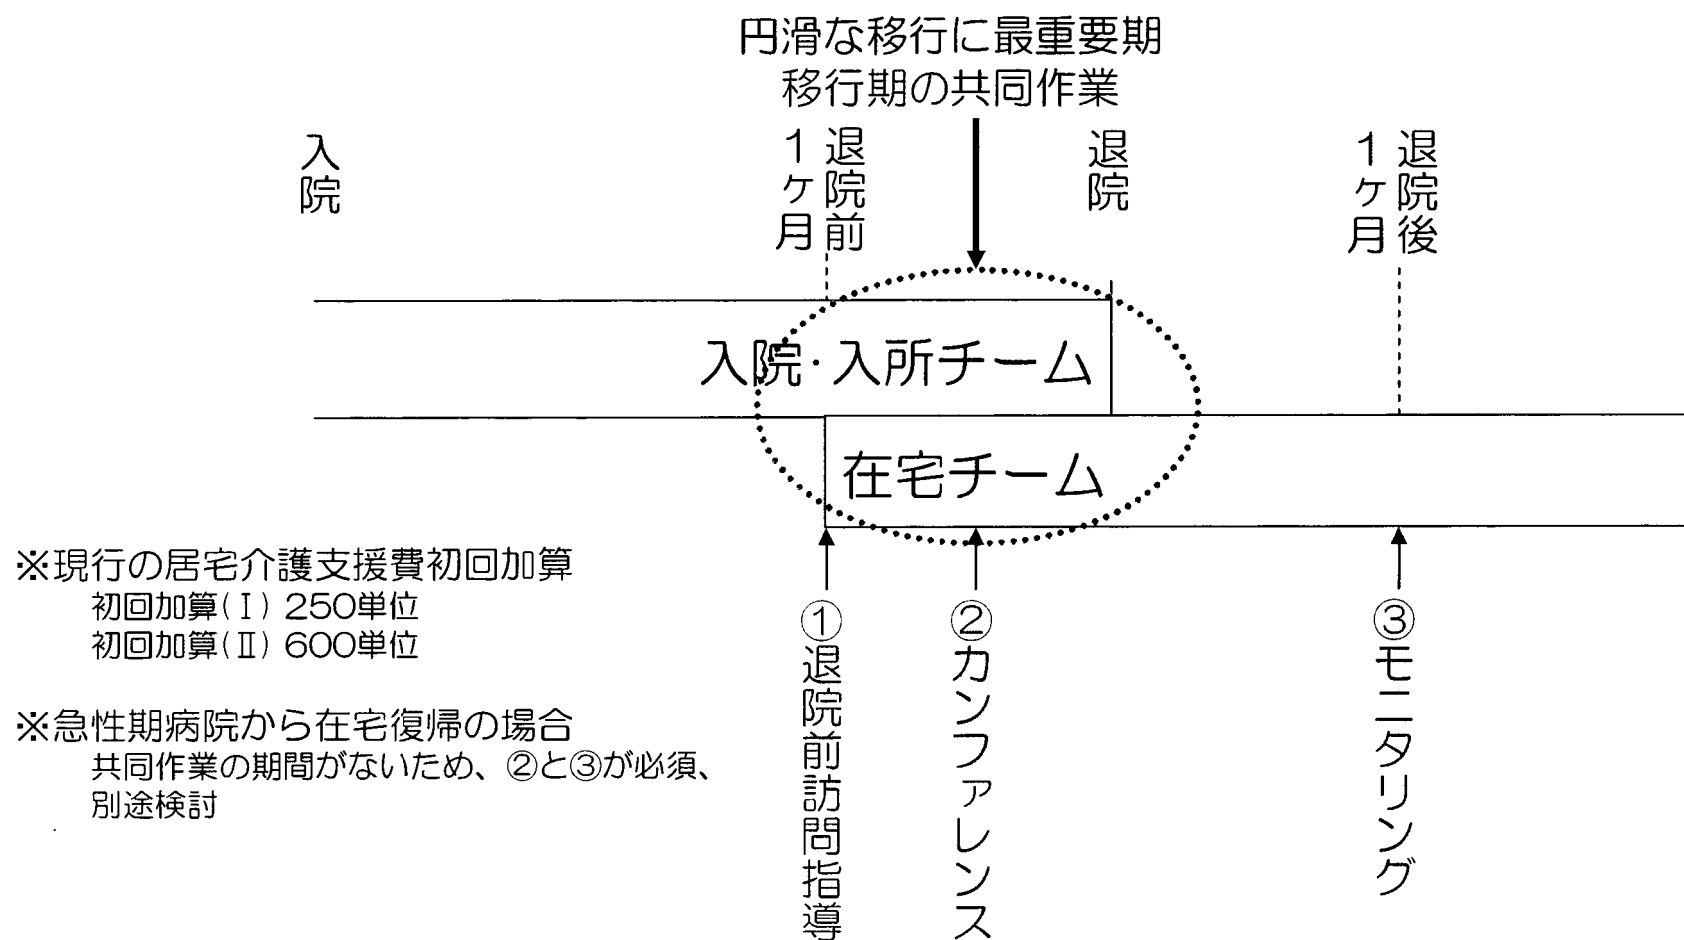 円滑な移行に最重要期
移行期の共同作業
入院
退院前
1ヶ月
退院
退院後
1ヶ月
入院・入所チーム
在宅チーム
※現行の居宅介護支援費初回加算
初回加算(Ⅰ) 250単位
初回加算(Ⅱ) 600単位
※急性期病院から在宅復帰の場合
共同作業の期間がないため、②と③が必須、
別途検討
①退院前訪問指導
②カンファレンス
③モニタリング